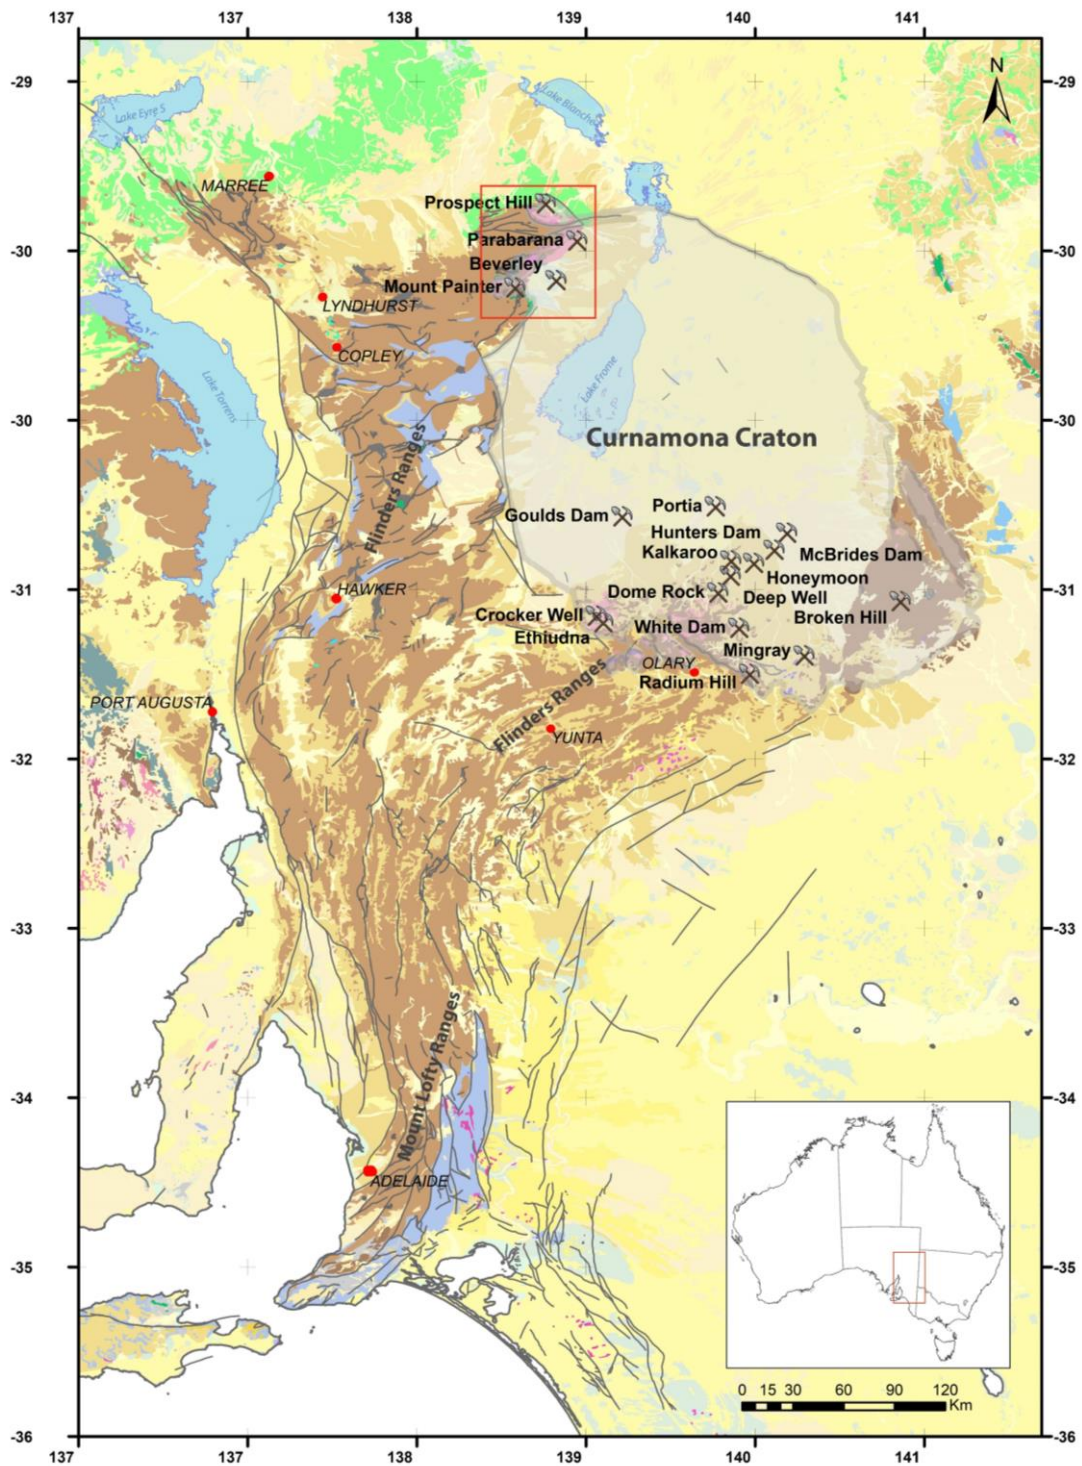 137 137 138 139 140 141
-29 -29
Lake Eyre S
Lake Blanche
N
MARREE
Prospect Hill
-30 Parabarana -30
Beverley
Mount Painter
LYNDHURST
COPLEY
Lake Torrens
Lake Frome
-30 -30
Curnamona Craton
Flinders Ranges
Goulds Dam
Portia
Hunters Dam
Kalkaroo
McBrides Dam
Honeymoon
-31 HAWKER Dome Rock Deep Well -31
Broken Hill
Crocker Well
White Dam
Ethiudna
Mingray
OLARY
Radium Hill
PORT AUGUSTA
Flinders Ranges
YUNTA
-32 -32
-33 -33
Mount Lofty Ranges
-34 -34
ADELAIDE
-35 -35
0 15 30 60 90 120
Km
-36 -36
137 137 138 139 140 141